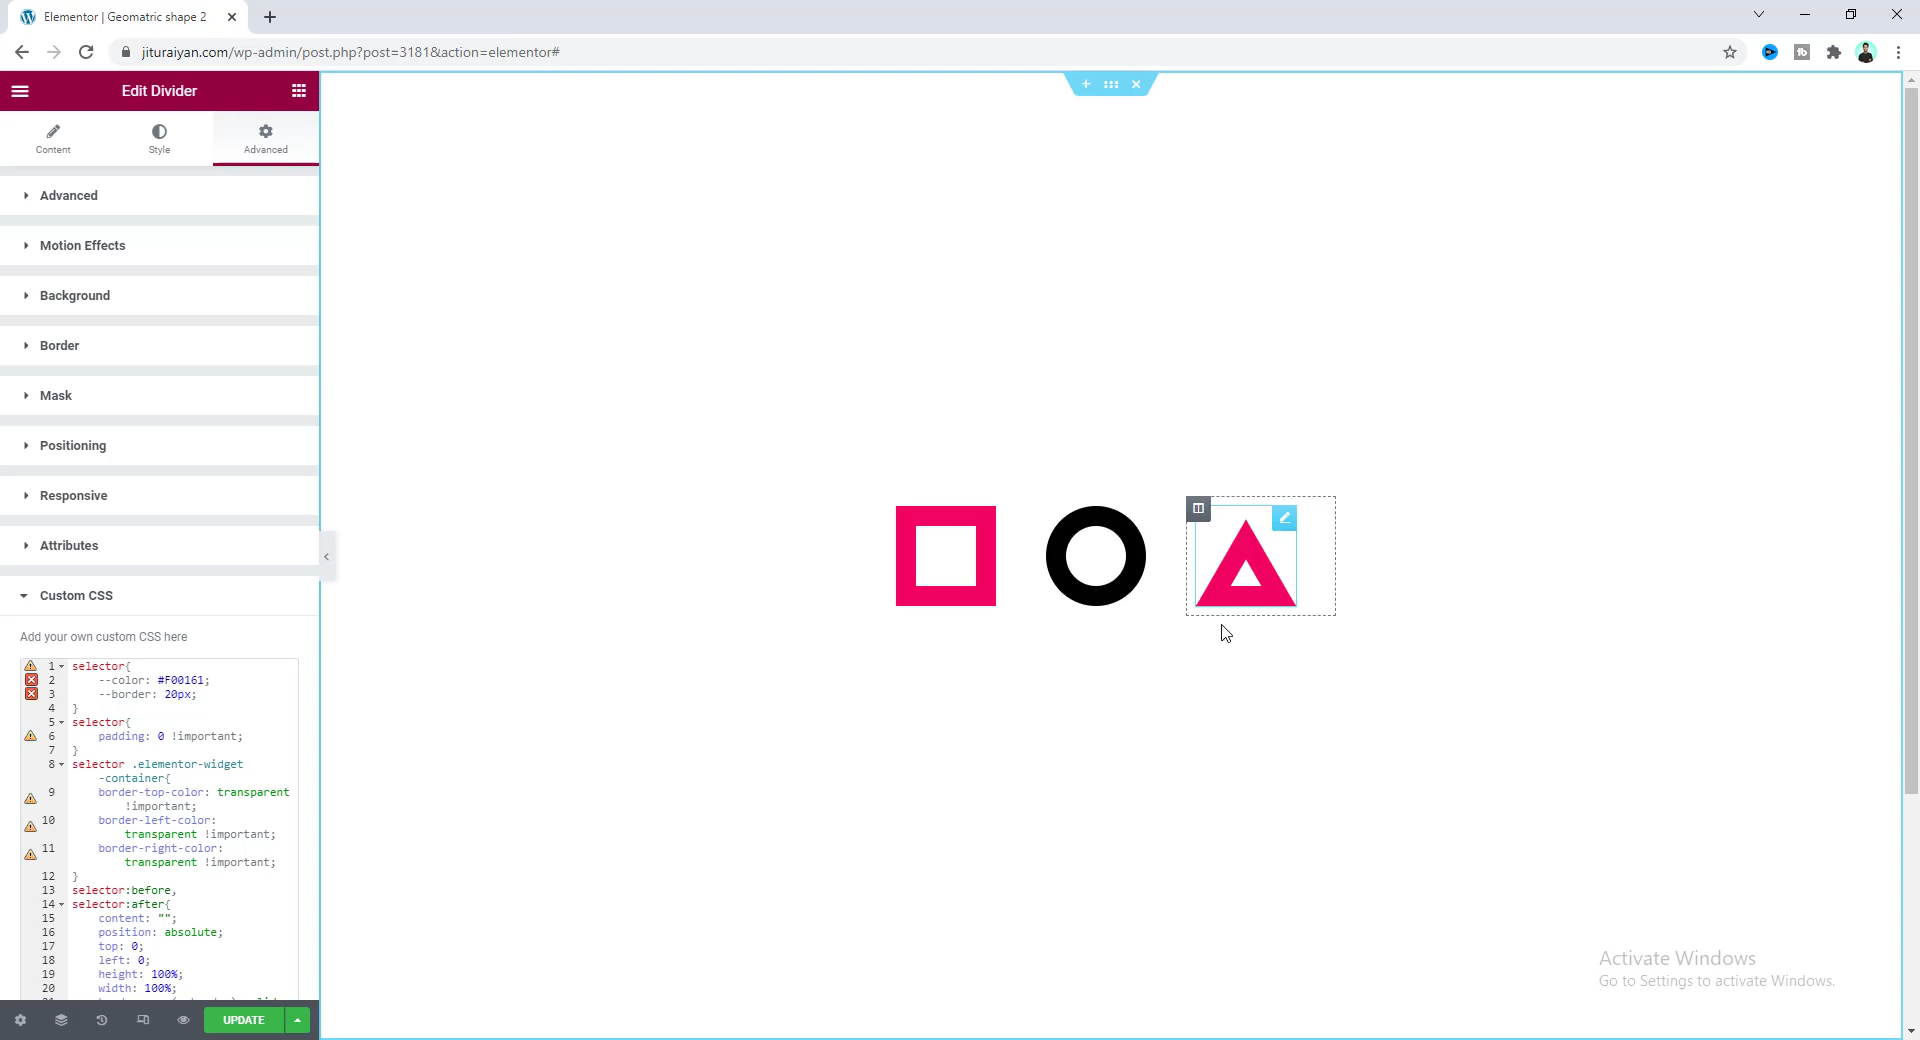 Elementor | Geomatric shape 2
jituraiyan.com/wp-admin/post.php?post=3181&action=elementor#
Edit Divider
Content
Style
Advanced
Advanced
Motion Effects
Background
Border
Mask
Positioning
Responsive
Attributes
Custom CSS
Add your own custom CSS here
1 selector{
2 --color: #F00161;
3 --border: 20px;
4 }
5 selector{
6 padding: 0 !important;
7 }
8 selector .elementor-widget
-container{
9 border-top-color: transparent
!important;
10 border-left-color:
transparent !important;
11 border-right-color:
transparent !important;
12 }
13 selector:before,
14 selector:after{
15 content: "";
16 position: absolute;
17 top: 0;
18 left: 0;
19 height: 100%;
20 width: 100%;
UPDATE
Activate Windows
Go to Settings to activate Windows.